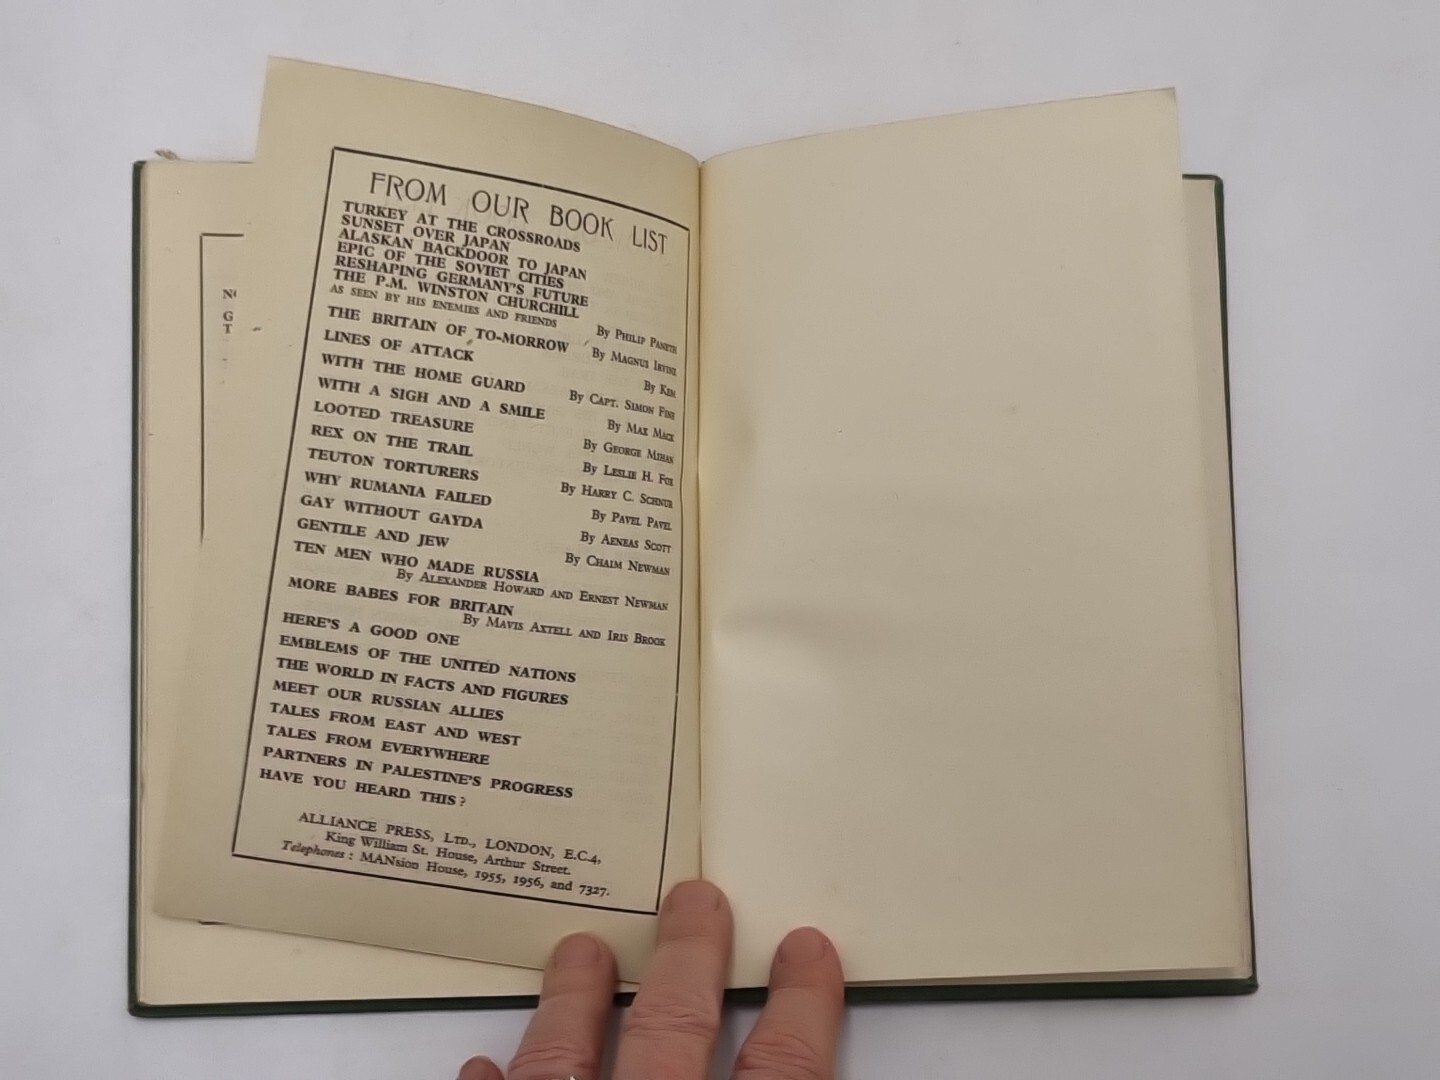 FROM OUR BOOK LIST
TURKEY AT THE CROSSROADS
SUNSET OVER JAPAN
ALASKAN BACKDOOR TO JAPAN
EPIC OF THE SOVIET CITIES
RESHAPING GERMANY'S FUTURE
THE P.M. WINSTON CHURCHILL
AS SEEN BY HIS ENEMIES AND FRIENDS By PHILIP PANETH
THE BRITAIN OF TO-MORROW By MAGNUS IRVINE
LINES OF ATTACK By KEM
WITH THE HOME GUARD By CAPT. SIMON FINE
WITH A SIGH AND A SMILE By MAX MACK
LOOTED TREASURE By GEORGE MIHAN
REX ON THE TRAIL By LESLIE H. FOX
TEUTON TORTURERS By HARRY C. SCHNUR
WHY RUMANIA FAILED By PAVEL PAVEL
GAY WITHOUT GAYDA By AENEAS SCOTT
GENTILE AND JEW By CHAIM NEWMAN
TEN MEN WHO MADE RUSSIA
By ALEXANDER HOWARD AND ERNEST NEWMAN
MORE BABES FOR BRITAIN
By MAVIS AXTELL AND IRIS BROOK
HERE'S A GOOD ONE
EMBLEMS OF THE UNITED NATIONS
THE WORLD IN FACTS AND FIGURES
MEET OUR RUSSIAN ALLIES
TALES FROM EAST AND WEST
TALES FROM EVERYWHERE
PARTNERS IN PALESTINE'S PROGRESS
HAVE YOU HEARD THIS?
ALLIANCE PRESS, LTD., LONDON, E.C.4,
King William St. House, Arthur Street.
Telephones: MANsion House, 1955, 1956, and 7327.